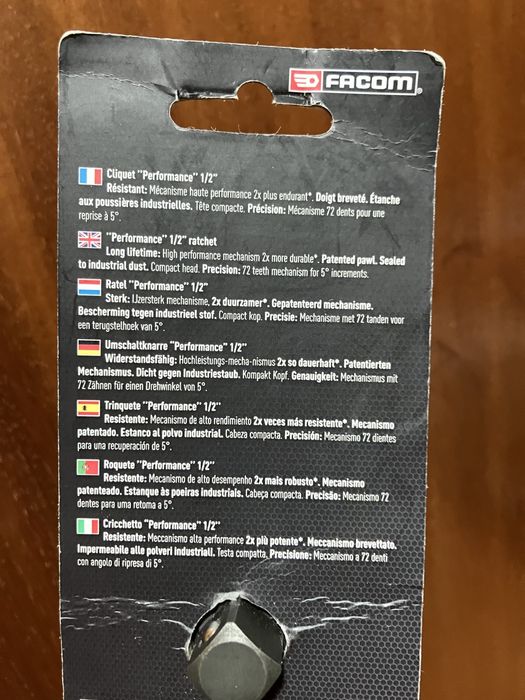 FACOM®
Cliquet "Performance" 1/2"
Résistant: Mécanisme haute performance 2x plus endurant*. Doigt breveté. Étanche
aux poussières industrielles. Tête compacte. Précision: Mécanisme 72 dents pour une
reprise à 5°.
"Performance" 1/2" ratchet
Long lifetime: High performance mechanism 2x more durable*. Patented pawl. Sealed
to industrial dust. Compact head. Precision: 72 teeth mechanism for 5° increments.
Ratel "Performance" 1/2"
Sterk: IJzersterk mechanisme, 2x duurzamer*. Gepatenteerd mechanisme.
Bescherming tegen industrieel stof. Compact kop. Precisie: Mechanisme met 72 tanden voor
een terugstelhoek van 5°.
Umschaltknarre "Performance" 1/2"
Widerstandsfähig: Hochleistungs-mecha-nismus 2x so dauerhaft*. Patentierten
Mechanismus. Dicht gegen Industriestaub. Kompakt Kopf. Genauigkeit: Mechanismus mit
72 Zähnen für einen Drehwinkel von 5°.
Trinquete "Performance" 1/2"
Resistente: Mecanismo de alto rendimiento 2x veces más resistente*. Mecanismo
patentado. Estanco al polvo industrial. Cabeza compacta. Precisión: Mecanismo 72 dientes
para una recuperación de 5°.
Roquete "Performance" 1/2"
Resistente: Mecanismo de alto desempenho 2x mais robusto*. Mecanismo
patenteado. Estanque às poeiras industriais. Cabeça compacta. Precisão: Mecanismo 72
dentes para uma retoma a 5°.
Cricchetto "Performance" 1/2"
Resistente: Meccanismo alta performance 2x più potente*. Meccanismo brevettato.
Impermeabile alle polveri industriali. Testa compatta. Precisione: Meccanismo a 72 denti
con angolo di ripresa di 5°.